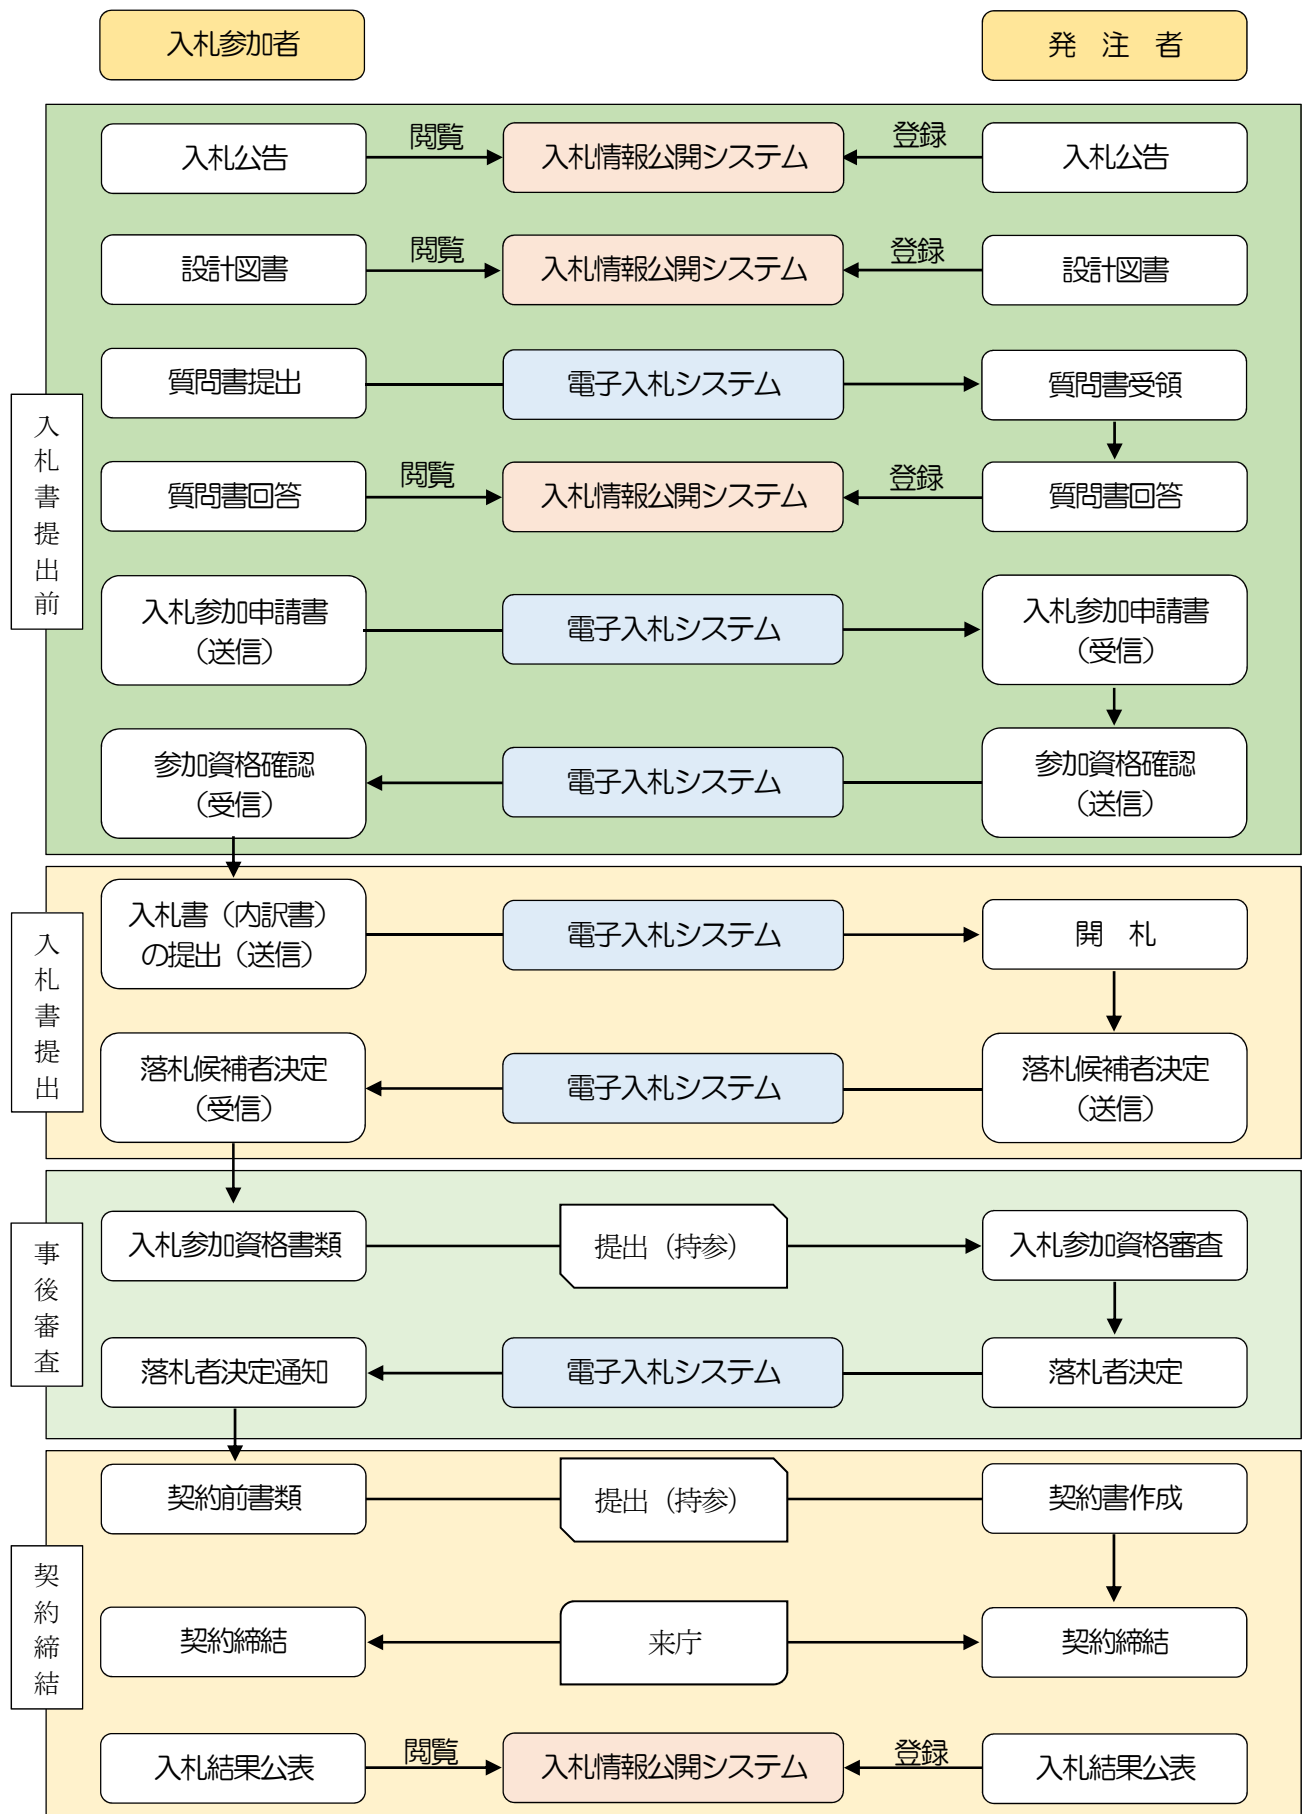 入札参加者
発　注　者
入札公告
閲覧
入札情報公開システム
登録
入札公告
設計図書
閲覧
入札情報公開システム
登録
設計図書
質問書提出
電子入札システム
質問書受領
入札書提出前
質問書回答
閲覧
入札情報公開システム
登録
質問書回答
入札参加申請書
（送信）
電子入札システム
入札参加申請書
（受信）
参加資格確認
（受信）
電子入札システム
参加資格確認
（送信）
入札書提出
入札書（内訳書）
の提出（送信）
電子入札システム
開　札
落札候補者決定
（受信）
電子入札システム
落札候補者決定
（送信）
事後審査
入札参加資格書類
提出（持参）
入札参加資格審査
落札者決定通知
電子入札システム
落札者決定
契約締結
契約前書類
提出（持参）
契約書作成
契約締結
来庁
契約締結
入札結果公表
閲覧
入札情報公開システム
登録
入札結果公表